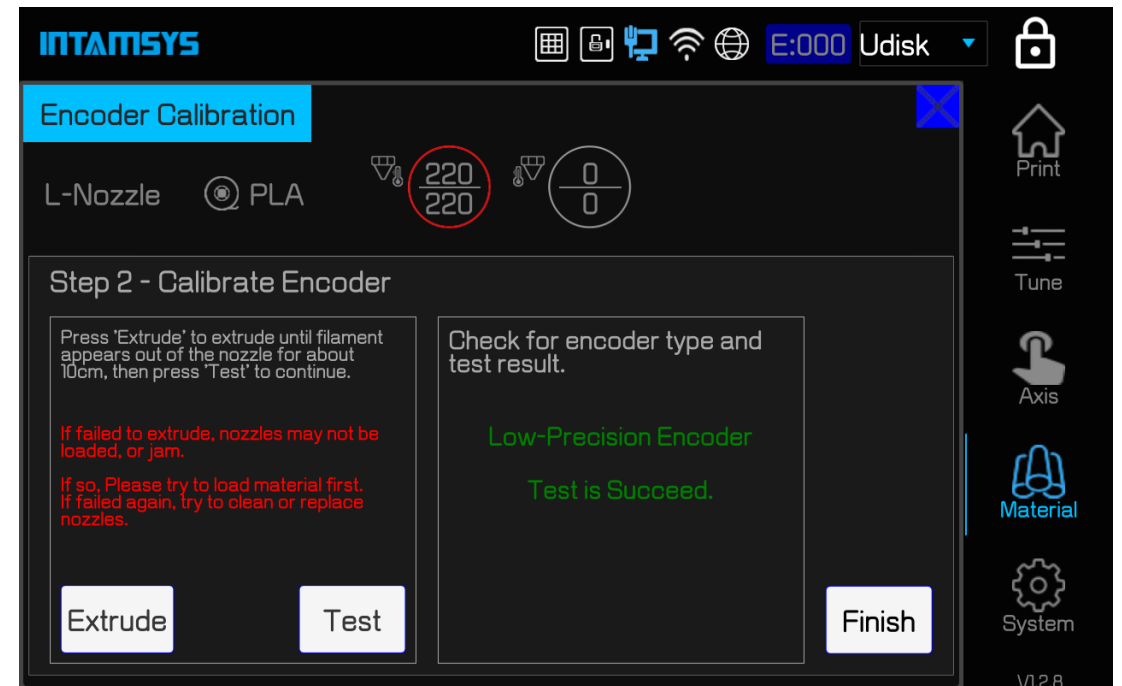 INTAMSYS
E:000 Udisk
Encoder Calibration
L-Nozzle PLA 220 220 0 0
Print
Tune
Axis
Material
System
V1.2.8
Step 2 - Calibrate Encoder
Press 'Extrude' to extrude until filament
appears out of the nozzle for about
10cm, then press 'Test' to continue.
If failed to extrude, nozzles may not be
loaded, or jam.
If so, Please try to load material first.
If failed again, try to clean or replace
nozzles.
Extrude
Test
Check for encoder type and
test result.
Low-Precision Encoder
Test is Succeed.
Finish